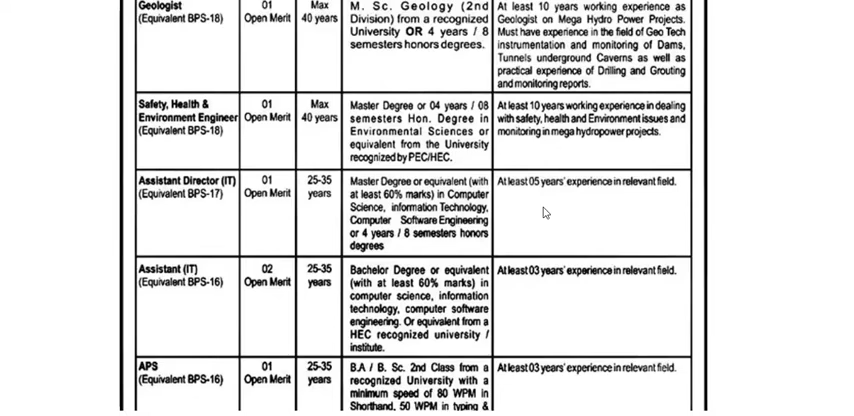 Geologist
(Equivalent BPS-18)
01
Open Merit
Max
40 years
M. Sc. Geology (2nd
Division) from a recognized
University OR 4 years / 8
semesters honors degrees.
At least 10 years working experience as
Geologist on Mega Hydro Power Projects.
Must have experience in the field of Geo Tech
instrumentation and monitoring of Dams,
Tunnels underground Caverns as well as
practical experience of Drilling and Grouting
and monitoring reports.
Safety, Health &
Environment Engineer
(Equivalent BPS-18)
01
Open Merit
Max
40 years
Master Degree or 04 years / 08
semesters Hon. Degree in
Environmental Sciences or
equivalent from the University
recognized by PEC/HEC.
At least 10 years working experience in dealing
with safety, health and Environment issues and
monitoring in mega hydropower projects.
Assistant Director (IT)
(Equivalent BPS-17)
01
Open Merit
25-35
years
Master Degree or equivalent (with
at least 60% marks) in Computer
Science, information Technology,
Computer Software Engineering
or 4 years / 8 semesters honors
degrees
At least 05 years' experience in relevant field.
Assistant (IT)
(Equivalent BPS-16)
02
Open Merit
25-35
years
Bachelor Degree or equivalent
(with at least 60% marks) in
computer science, information
technology, computer software
engineering. Or equivalent from a
HEC recognized university /
institute.
At least 03 years' experience in relevant field.
APS
(Equivalent BPS-16)
01
Open Merit
25-35
years
B.A / B. Sc. 2nd Class from a
recognized University with a
minimum speed of 80 WPM in
Shorthand, 50 WPM in typing &
At least 03 years' experience in relevant field.